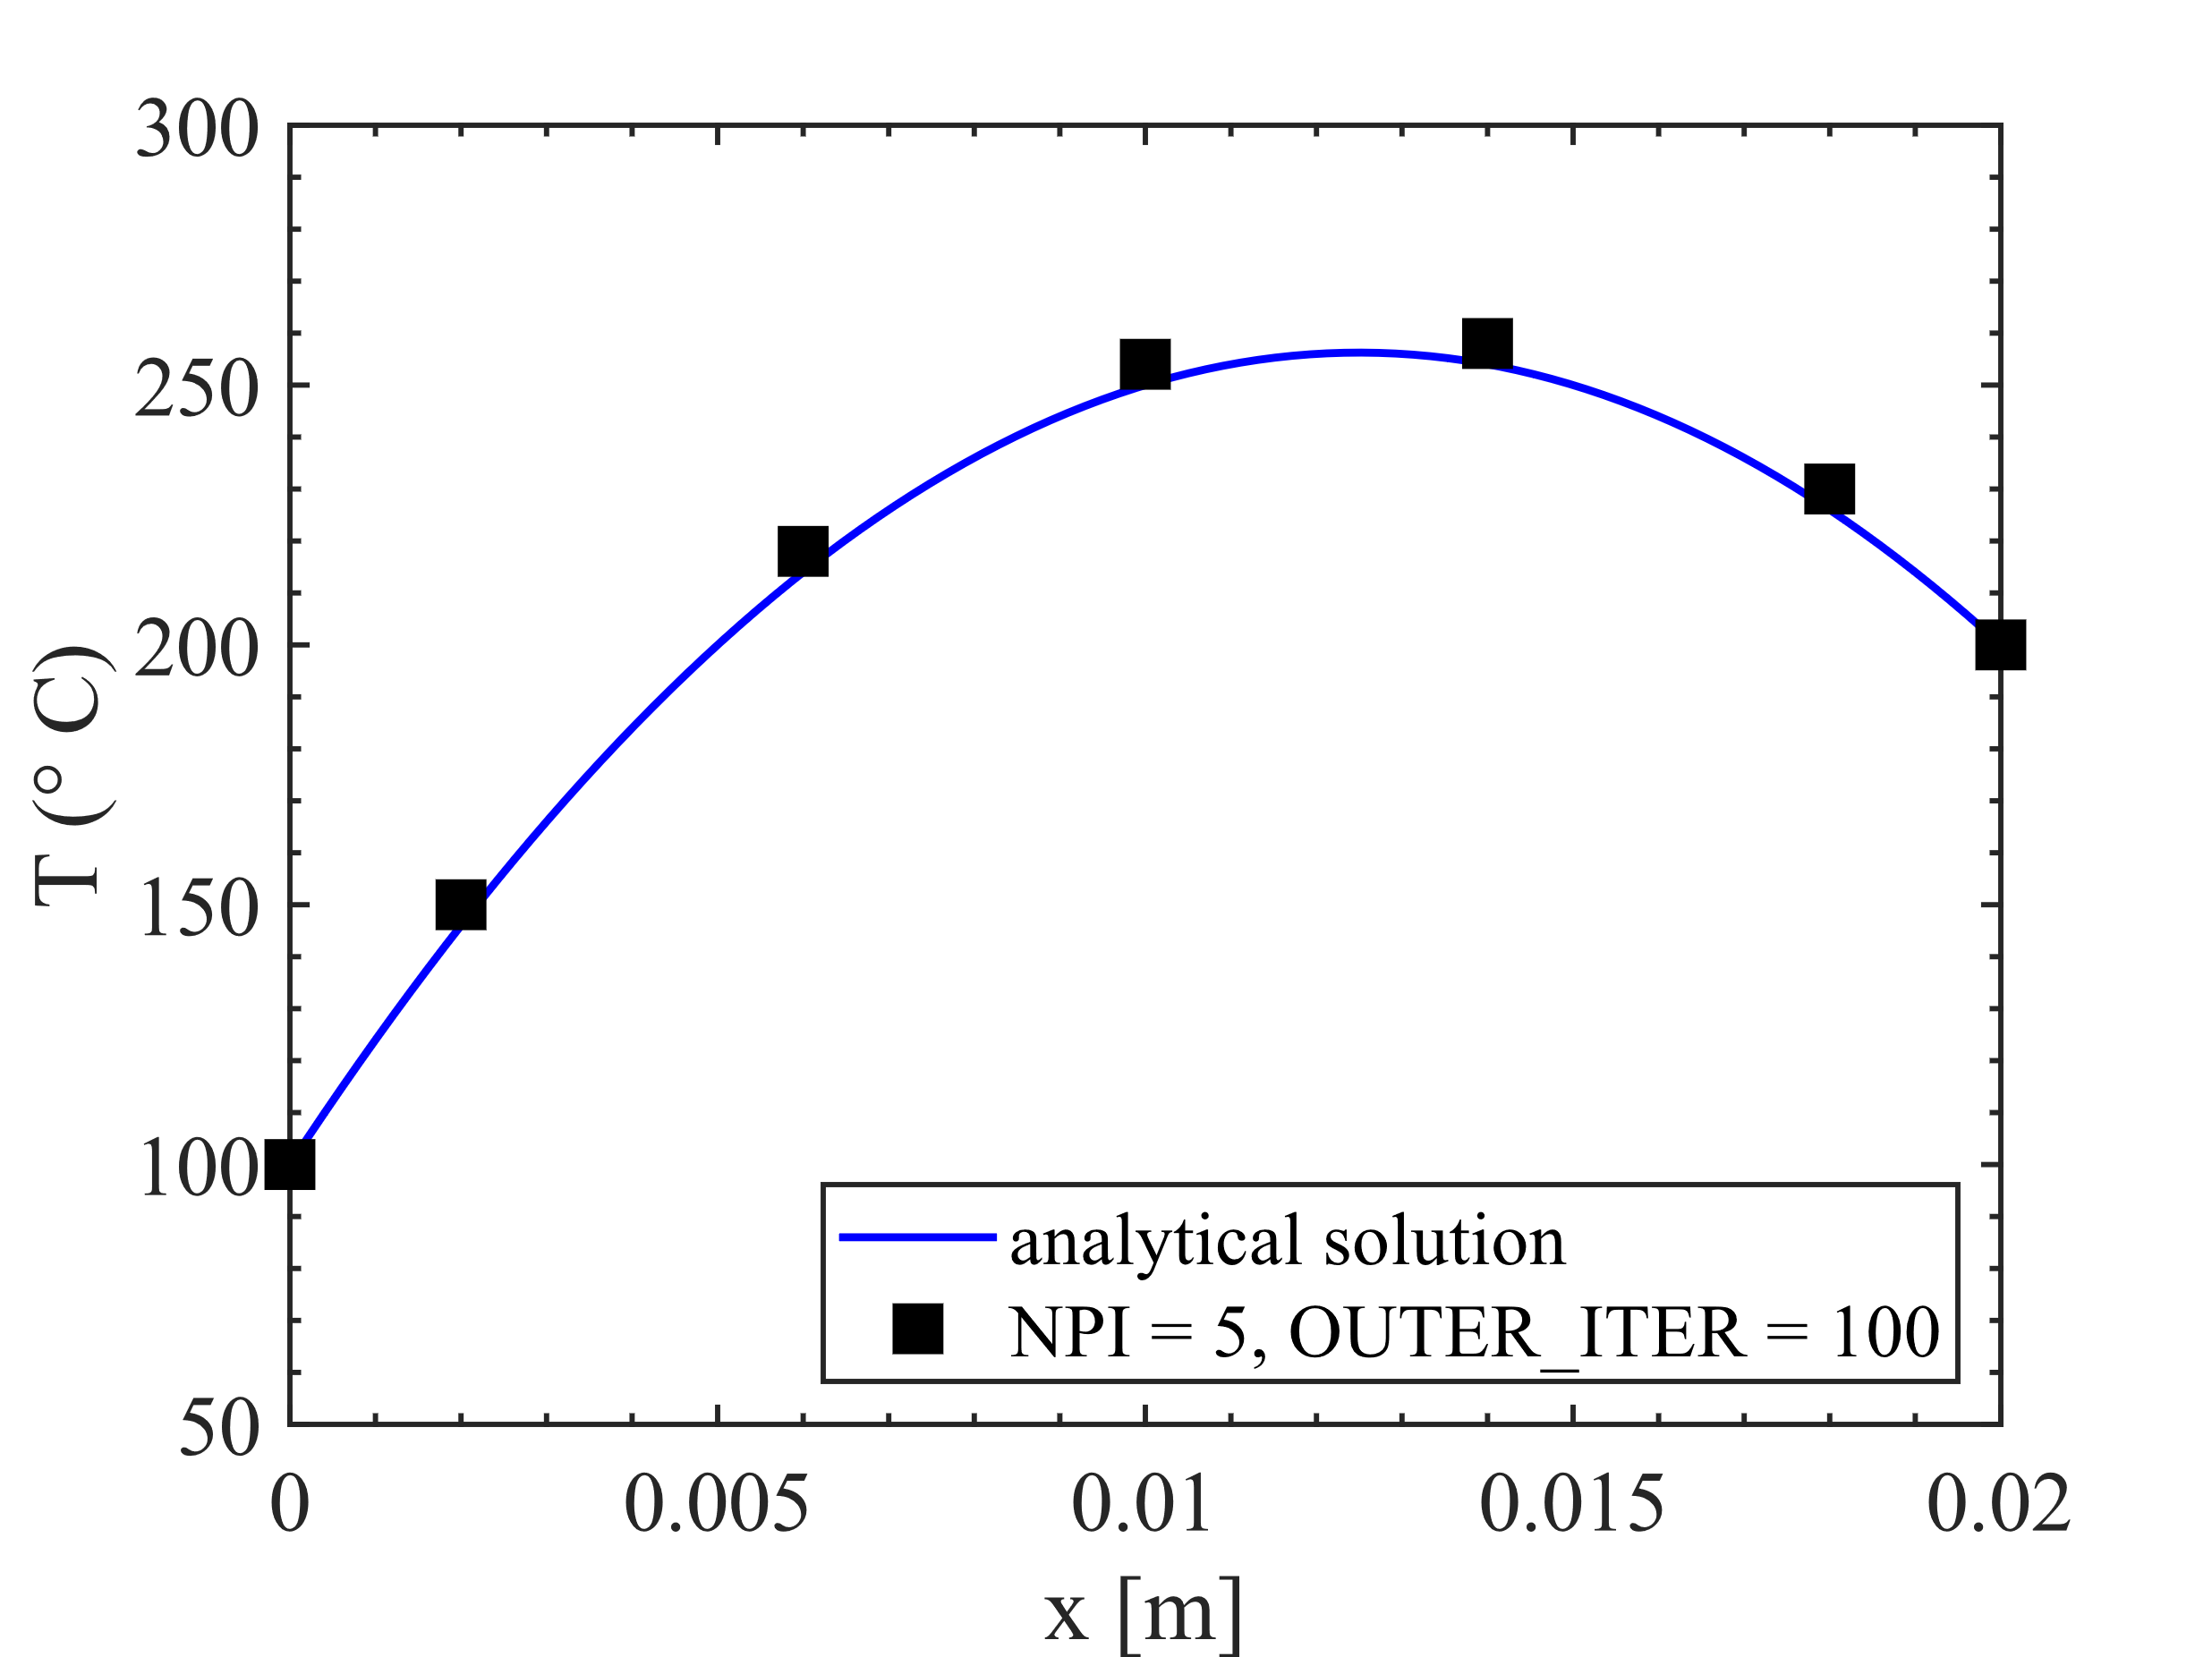 300
250
200
150
100
50
T (° C)
analytical solution
NPI = 5, OUTER_ITER = 100
0 0.005 0.01 0.015 0.02
x [m]